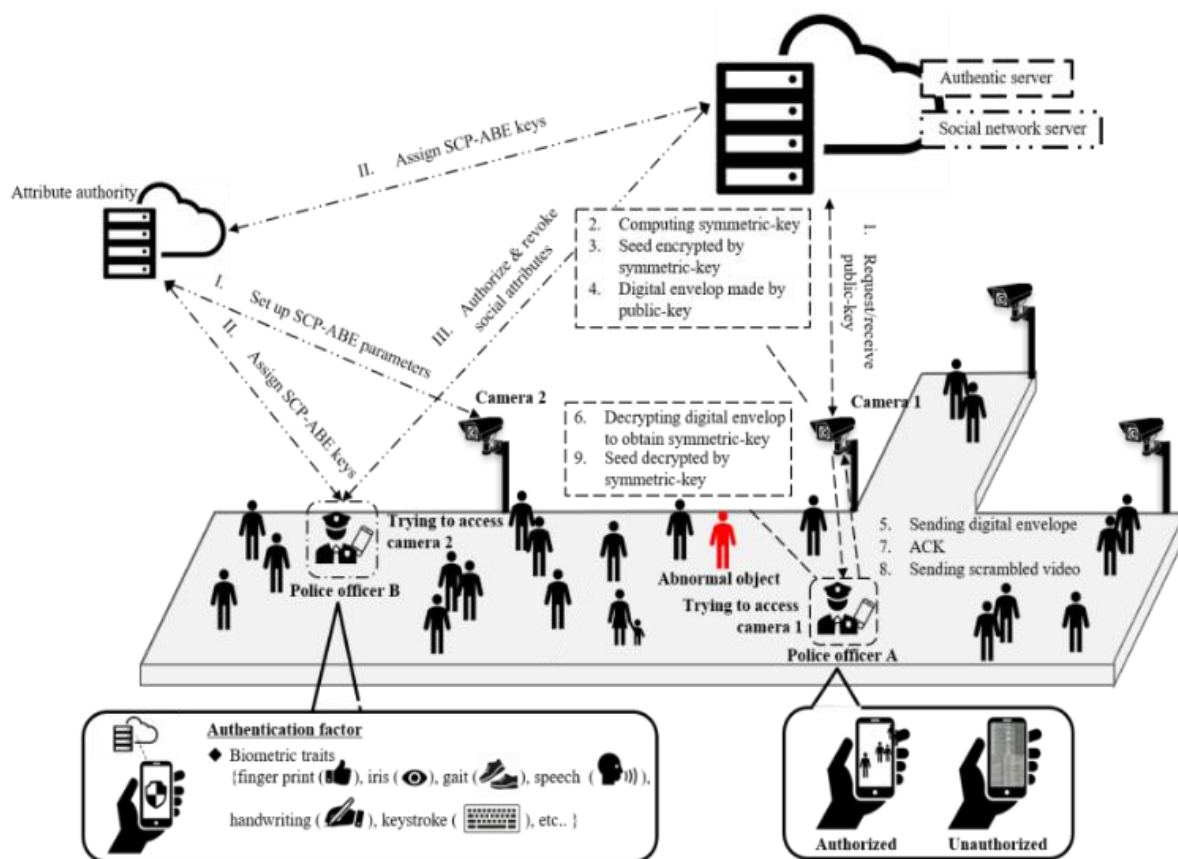 Authentic server
Social network server
Attribute authority
II. Assign SCP-ABE keys
I. Set up SCP-ABE parameters
II. Assign SCP-ABE keys
III. Authorize & revoke
social attributes
2. Computing symmetric-key
3. Seed encrypted by
symmetric-key
4. Digital envelop made by
public-key
1. Request/receive
public-key
Camera 2
Camera 1
6. Decrypting digital envelop
to obtain symmetric-key
9. Seed decrypted by
symmetric-key
5. Sending digital envelope
7. ACK
8. Sending scrambled video
Trying to access
camera 2
Police officer B
Abnormal object
Trying to access
camera 1
Police officer A
Authentication factor
◆ Biometric traits
{finger print ( ), iris ( ), gait ( ), speech ( ),
handwriting ( ), keystroke ( ), etc.. }
Authorized
Unauthorized